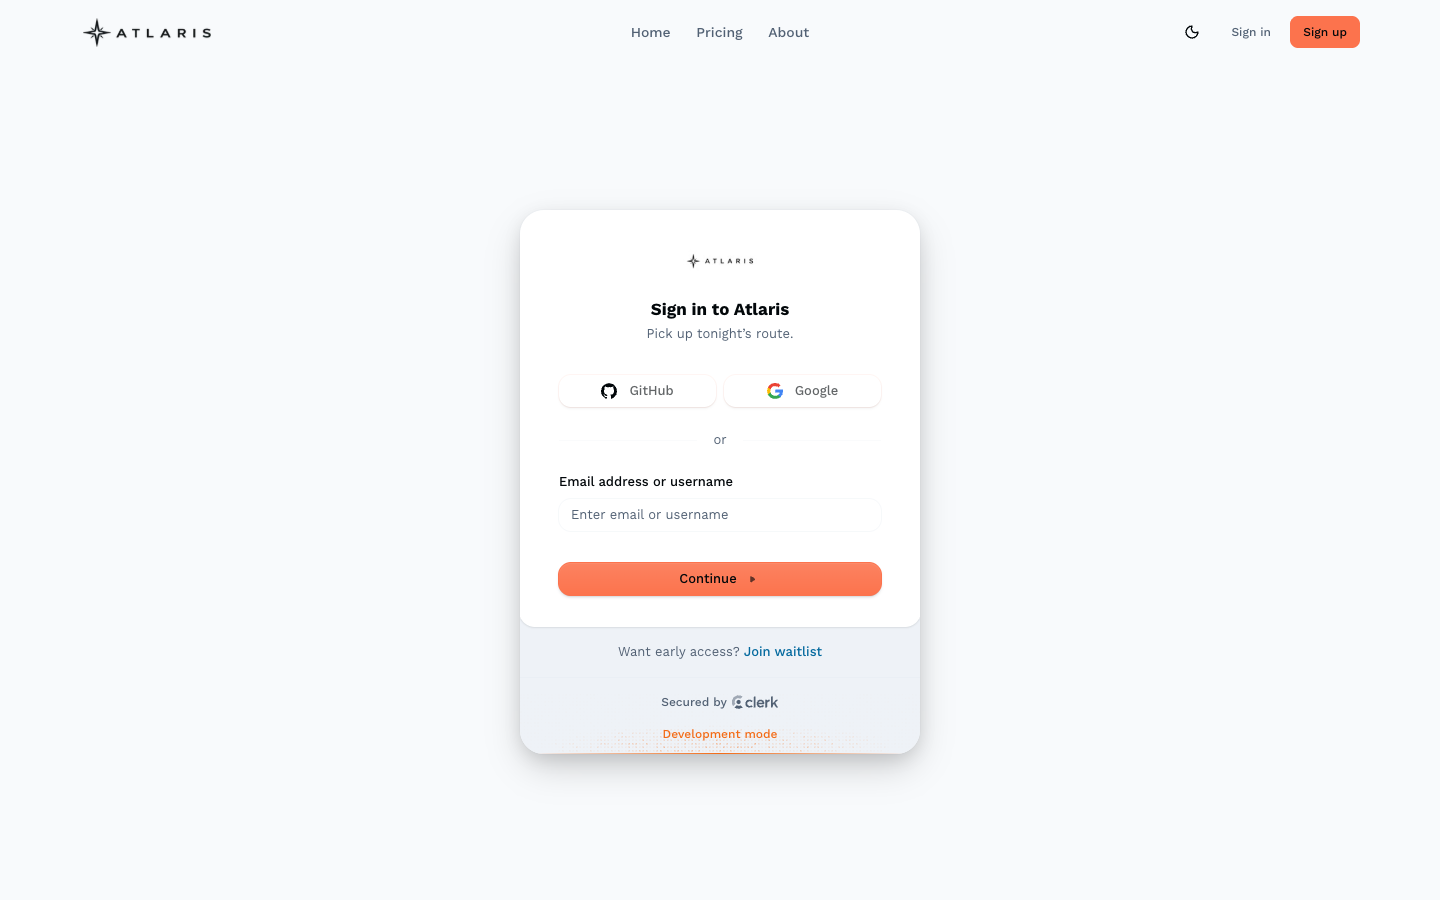 ATLARIS
Home Pricing About
Sign in Sign up
ATLARIS
Sign in to Atlaris
Pick up tonight’s route.
GitHub Google
or
Email address or username
Enter email or username
Continue
Want early access? Join waitlist
Secured by clerk
Development mode